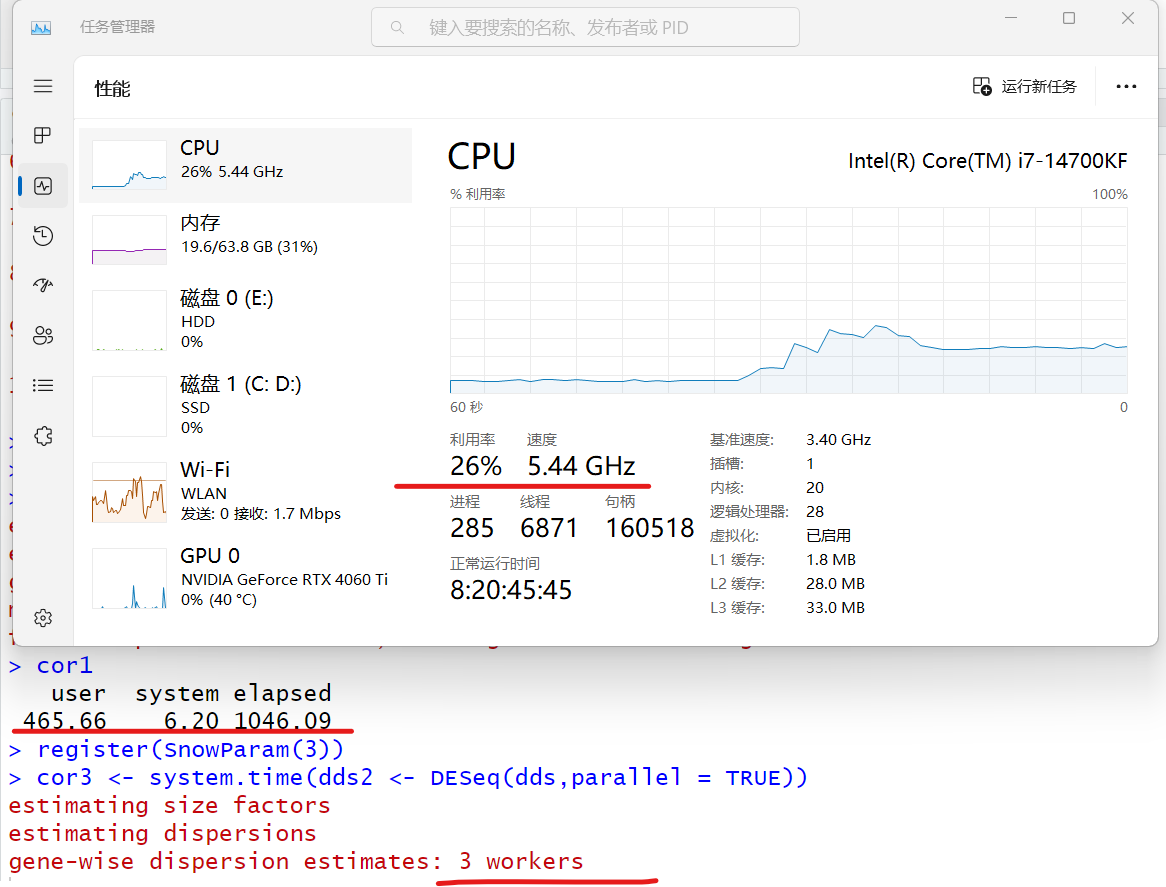 任务管理器
键入要搜索的名称、发布者或 PID
性能
运行新任务
CPU
26% 5.44 GHz
内存
19.6/63.8 GB (31%)
磁盘 0 (E:)
HDD
0%
磁盘 1 (C: D:)
SSD
0%
Wi-Fi
WLAN
发送: 0 接收: 1.7 Mbps
GPU 0
NVIDIA GeForce RTX 4060 Ti
0% (40 °C)
CPU
Intel(R) Core(TM) i7-14700KF
% 利用率
100%
60 秒
0
利用率 速度
26% 5.44 GHz
进程 线程 句柄
285 6871 160518
正常运行时间
8:20:45:45
基准速度: 3.40 GHz
插槽: 1
内核: 20
逻辑处理器: 28
虚拟化: 已启用
L1 缓存: 1.8 MB
L2 缓存: 28.0 MB
L3 缓存: 33.0 MB
> cor1
user system elapsed
465.66 6.20 1046.09
> register(SnowParam(3))
> cor3 <- system.time(dds2 <- DESeq(dds,parallel = TRUE))
estimating size factors
estimating dispersions
gene-wise dispersion estimates: 3 workers